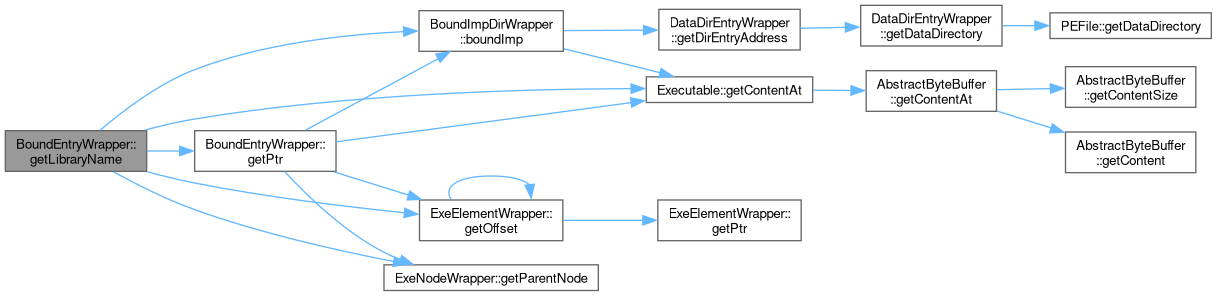 BoundEntryWrapper::
getLibraryName
BoundImpDirWrapper
::boundImp
BoundEntryWrapper::
getPtr
ExeElementWrapper::
getOffset
ExeNodeWrapper::getParentNode
DataDirEntryWrapper
::getDirEntryAddress
Executable::getContentAt
ExeElementWrapper::
getPtr
DataDirEntryWrapper
::getDataDirectory
AbstractByteBuffer
::getContentAt
PEFile::getDataDirectory
AbstractByteBuffer
::getContentSize
AbstractByteBuffer
::getContent